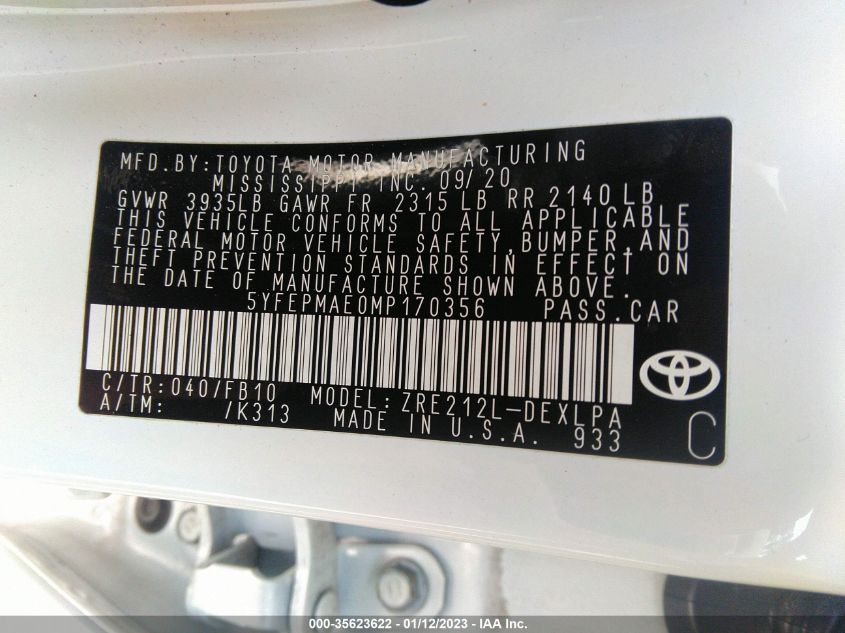 MFD. BY: TOYOTA MOTOR MANUFACTURING
MISSISSIPPI INC. 09/20
GVWR 3935LB GAWR FR 2315 LB RR 2140 LB
THIS VEHICLE CONFORMS TO ALL APPLICABLE
FEDERAL MOTOR VEHICLE SAFETY, BUMPER, AND
THEFT PREVENTION STANDARDS IN EFFECT ON
THE DATE OF MANUFACTURE SHOWN ABOVE.
5YFEPMAE0MP170356 PASS. CAR
C/TR: 040/FB10 MODEL: ZRE212L-DEXLPA
A/TM: /K313 MADE IN U.S.A. 933
C
000-35623622 - 01/12/2023 - IAA Inc.